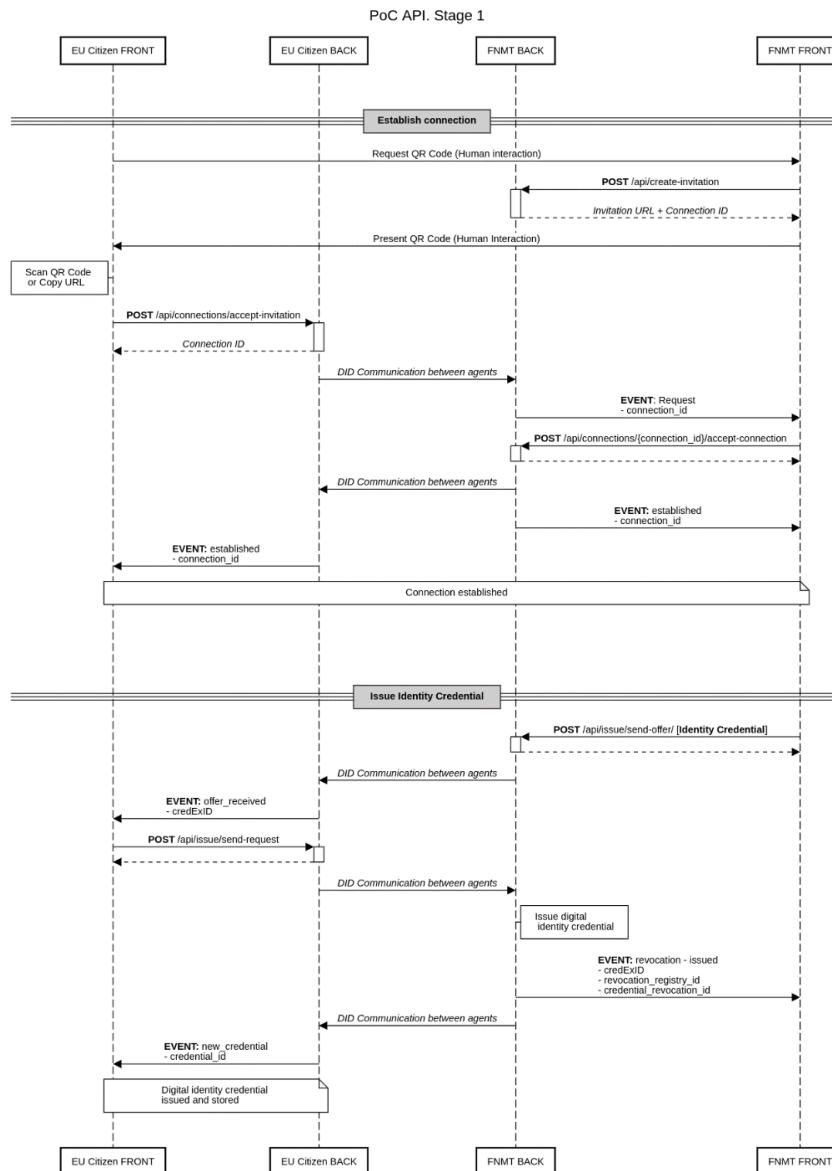 PoC API. Stage 1
EU Citizen FRONT
EU Citizen BACK
FNMT BACK
FNMT FRONT
Establish connection
Request QR Code (Human interaction)
POST /api/create-invitation
Invitation URL + Connection ID
Present QR Code (Human Interaction)
Scan QR Code
or Copy URL
POST /api/connections/accept-invitation
Connection ID
DID Communication between agents
EVENT: Request
- connection_id
POST /api/connections/{connection_id}/accept-connection
DID Communication between agents
EVENT: established
- connection_id
EVENT: established
- connection_id
Connection established
Issue Identity Credential
POST /api/issue/send-offer/ [Identity Credential]
DID Communication between agents
EVENT: offer_received
- credExID
POST /api/issue/send-request
DID Communication between agents
Issue digital
identity credential
EVENT: revocation - issued
- credExID
- revocation_registry_id
- credential_revocation_id
DID Communication between agents
EVENT: new_credential
- credential_id
Digital identity credential
issued and stored
EU Citizen FRONT
EU Citizen BACK
FNMT BACK
FNMT FRONT